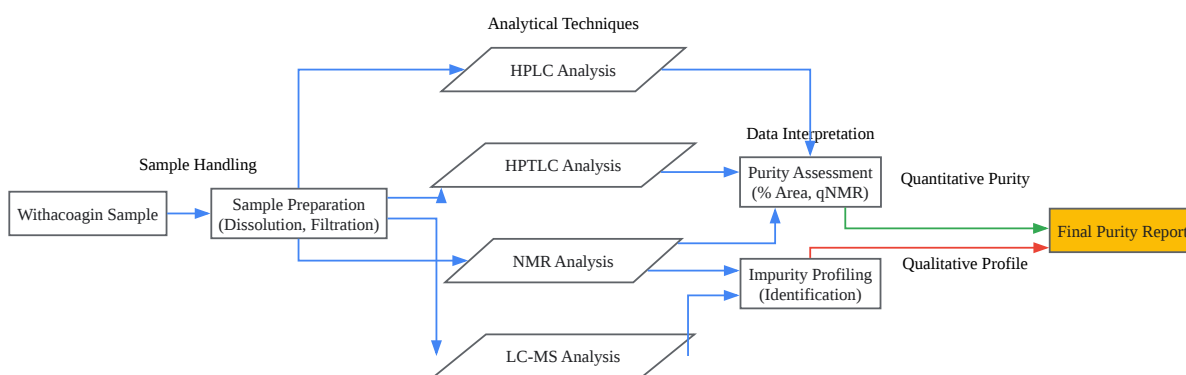 Analytical Techniques
HPLC Analysis
Data Interpretation
Sample Handling
HPTLC Analysis
Purity Assessment
(% Area, qNMR)
Quantitative Purity
Withacoagin Sample
Sample Preparation
(Dissolution, Filtration)
Final Purity Report
NMR Analysis
Qualitative Profile
Impurity Profiling
(Identification)
LC-MS Analysis